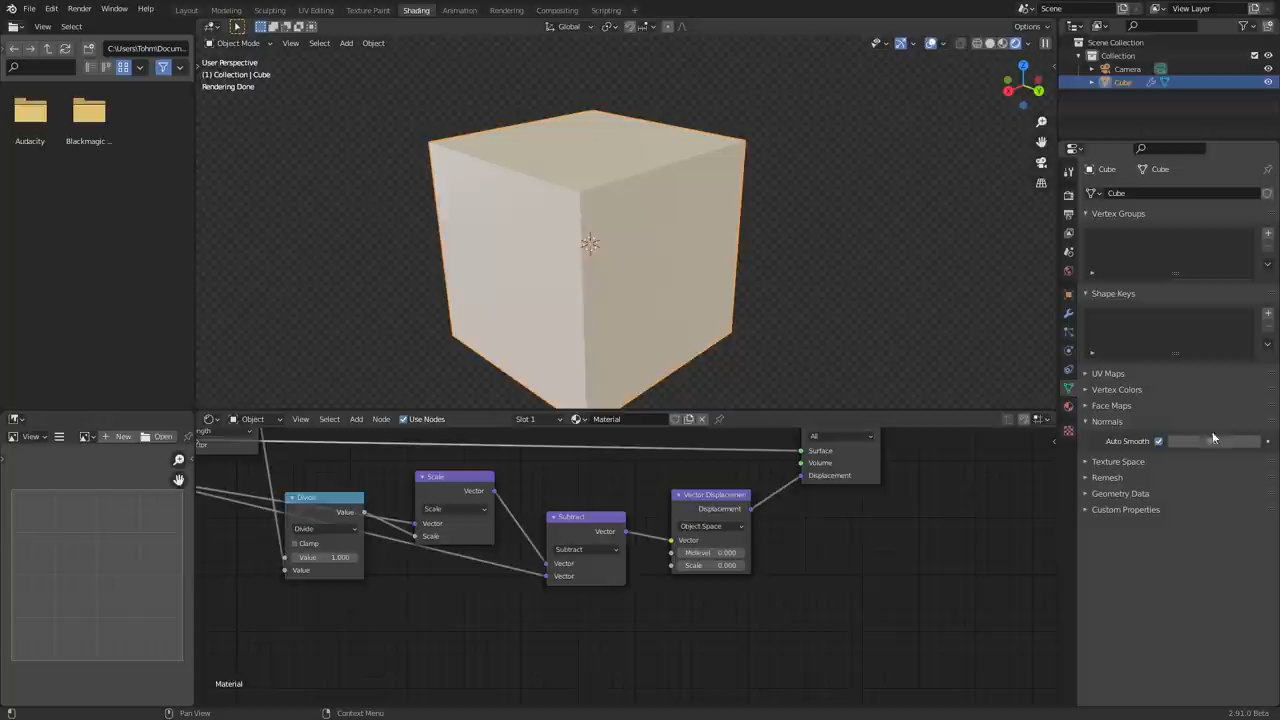 File Edit Render Window Help Layout Modeling Sculpting UV Editing Texture Paint Shading Animation Rendering Compositing Scripting + Scene View Layer
View Select Global Options
C:\Users\Tohm\Docum...
Object Mode View Select Add Object
User Perspective
(1) Collection | Cube
Rendering Done
Audacity
Blackmagic ...
X
Y
Z
Scene Collection
Collection
Camera
Cube
Cube Cube
Cube
Vertex Groups
Shape Keys
UV Maps
Vertex Colors
Face Maps
Normals
Auto Smooth
Texture Space
Remesh
Geometry Data
Custom Properties
View New Open
Object View Select Add Node Use Nodes Slot 1 Material
ngth
Divide
Value
Divide
Clamp
Value 1.000
Value
Scale
Vector
Scale
Vector
Scale
Subtract
Vector
Subtract
Vector
Vector
Vector Displacemen
Displacement
Object Space
Vector
Midlevel 0.000
Scale 0.000
All
Surface
Volume
Displacement
Material
Pan View
Context Menu
2.91.0 Beta